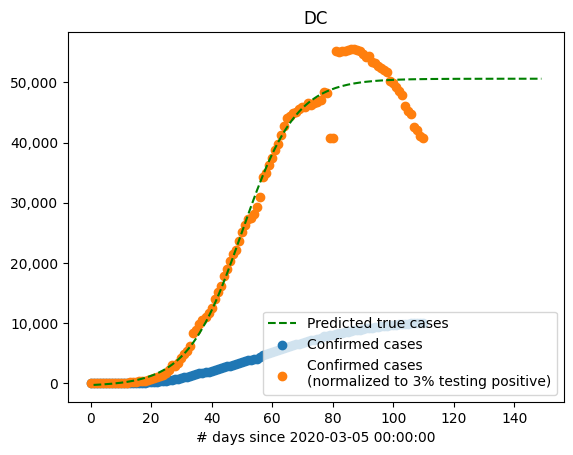 DC
50,000
40,000
30,000
20,000
10,000
0
Predicted true cases
Confirmed cases
Confirmed cases
(normalized to 3% testing positive)
0 20 40 60 80 100 120 140
# days since 2020-03-05 00:00:00